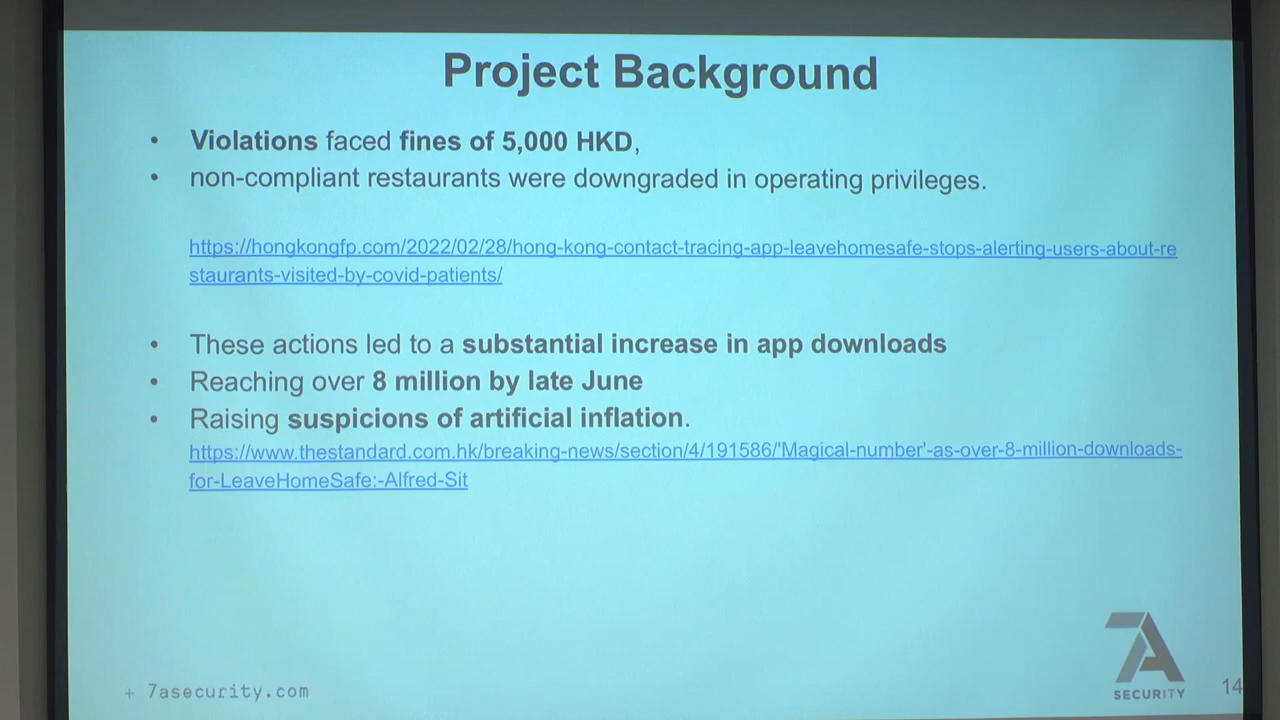 Project Background
• Violations faced fines of 5,000 HKD,
• non-compliant restaurants were downgraded in operating privileges.
https://hongkongfp.com/2022/02/28/hong-kong-contact-tracing-app-leavehomesafe-stops-alerting-users-about-re
staurants-visited-by-covid-patients/
• These actions led to a substantial increase in app downloads
• Reaching over 8 million by late June
• Raising suspicions of artificial inflation.
https://www.thestandard.com.hk/breaking-news/section/4/191586/'Magical-number'-as-over-8-million-downloads-
for-LeaveHomeSafe:-Alfred-Sit
+ 7asecurity.com
7A
SECURITY
14